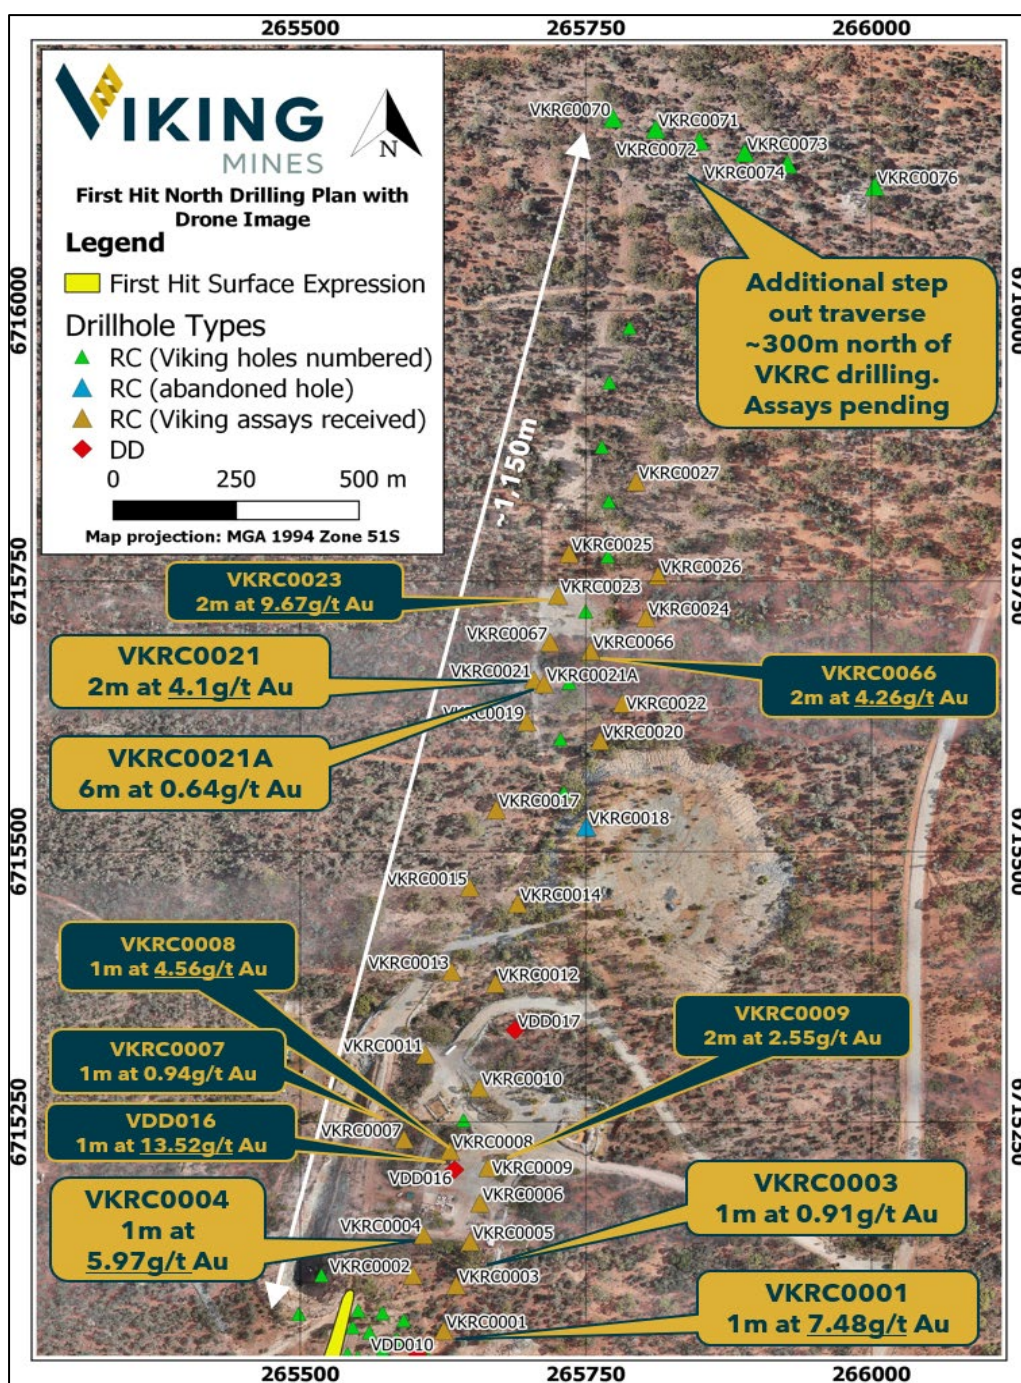 265500 265750 266000
VIKING
MINES
N
First Hit North Drilling Plan with
Drone Image
Legend
First Hit Surface Expression
Drillhole Types
RC (Viking holes numbered)
RC (abandoned hole)
RC (Viking assays received)
DD
0 250 500 m
Map projection: MGA 1994 Zone 51S
VKRC0070
VKRC0071
VKRC0072
VKRC0073
VKRC0074
VKRC0076
Additional step
out traverse
~300m north of
VKRC drilling.
Assays pending
6716000
6716000
~1,150m
VKRC0027
VKRC0025
VKRC0026
6715750
6715750
VKRC0023
2m at 9.67g/t Au
VKRC0023
VKRC0024
VKRC0067
VKRC0066
VKRC0021
2m at 4.1g/t Au
VKRC0021
VKRC0021A
VKRC0066
2m at 4.26g/t Au
VKRC0022
VKRC0019
VKRC0020
VKRC0021A
6m at 0.64g/t Au
VKRC0017
VKRC0018
6715500
6715500
VKRC0015
VKRC0014
VKRC0008
1m at 4.56g/t Au
VKRC0013
VKRC0012
VDD017
VKRC0009
2m at 2.55g/t Au
VKRC0007
1m at 0.94g/t Au
VKRC0011
VKRC0010
6715250
6715250
VDD016
1m at 13.52g/t Au
VKRC0007
VKRC0008
VDD016
VKRC0009
VKRC0006
VKRC0004
1m at
5.97g/t Au
VKRC0004
VKRC0005
VKRC0003
1m at 0.91g/t Au
VKRC0002
VKRC0003
VKRC0001
1m at 7.48g/t Au
VKRC0001
VDD010
265500 265750 266000